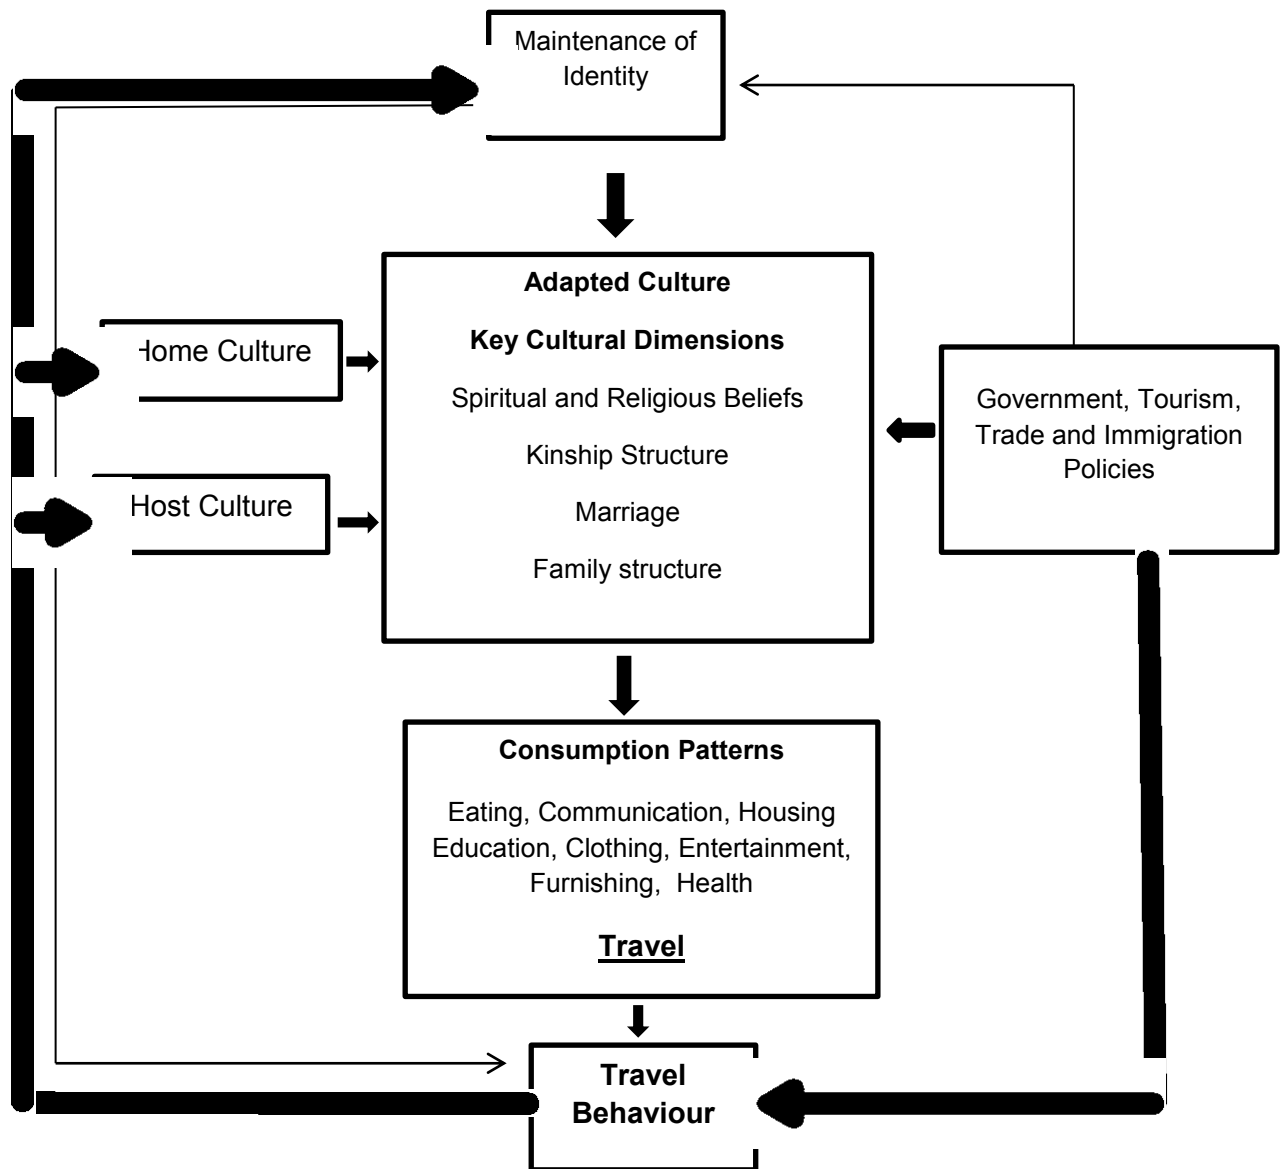 Maintenance of
Identity
Adapted Culture
Key Cultural Dimensions
Home Culture
Spiritual and Religious Beliefs
Government, Tourism,
Trade and Immigration
Policies
Kinship Structure
Host Culture
Marriage
Family structure
Consumption Patterns
Eating, Communication, Housing
Education, Clothing, Entertainment,
Furnishing, Health
Travel
Travel
Behaviour